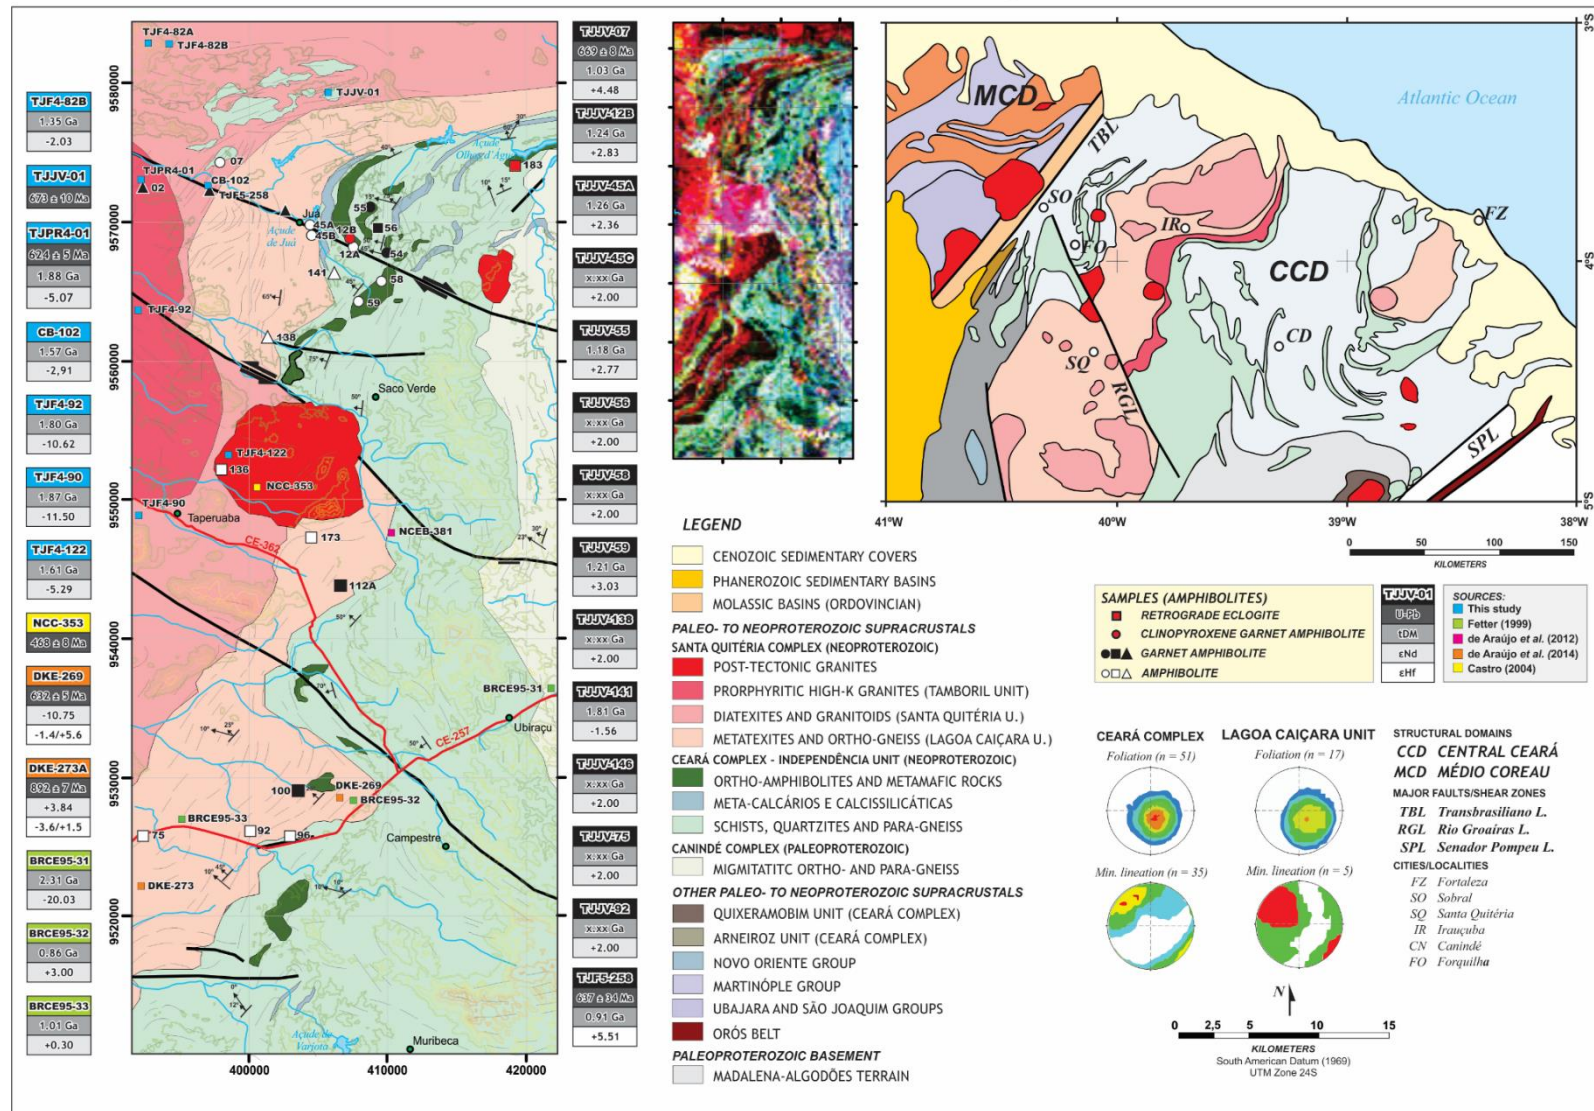 TJF4-82B
1.35 Ga
-2.03
TJJV-01
673 ± 10 Ma
TJPR4-01
624 ± 5 Ma
1.88 Ga
-5.07
CB-102
1.57 Ga
-2,91
TJF4-92
1.80 Ga
-10.62
TJF4-90
1.87 Ga
-11.50
TJF4-122
1.61 Ga
-5.29
NCC-353
468 ± 8 Ma
DKE-269
632 ± 5 Ma
-10.75
-1.4/+5.6
DKE-273A
892 ± 7 Ma
+3.84
-3.6/+1.5
BRCE95-31
2.31 Ga
-20.03
BRCE95-32
0.86 Ga
+3.00
BRCE95-33
1.01 Ga
+0.30
9580000
9570000
9560000
9550000
9540000
9530000
9520000
400000
410000
420000
TJF4-82A
TJF4-82B
TJJV-01
07
TJPR4-01
02
CB-102
TJF5-258
Juá
Açude
de Juá
Açude
Olho d'Água
183
55
56
45A
45B
12B
12A
54
141
58
59
TJF4-92
138
Saco Verde
TJF4-122
136
NCC-353
TJF4-90
Taperuaba
CE-362
173
NCEB-381
112A
BRCE95-31
CE-257
Ubiraçu
100
DKE-269
BRCE95-32
BRCE95-33
75
92
96
Campestre
DKE-273
Açude de
Varjota
Muribeca
TJJV-07
669 ± 8 Ma
1.03 Ga
+4.48
TJJV-12B
1.24 Ga
+2.83
TJJV-45A
1.26 Ga
+2.36
TJJV-45C
x.xx Ga
+2.00
TJJV-55
1.18 Ga
+2.77
TJJV-56
x.xx Ga
+2.00
TJJV-58
x.xx Ga
+2.00
TJJV-59
1.21 Ga
+3.03
TJJV-138
x.xx Ga
+2.00
TJJV-141
1.81 Ga
-1.56
TJJV-146
x.xx Ga
+2.00
TJJV-75
x.xx Ga
+2.00
TJJV-92
x.xx Ga
+2.00
TJF5-258
637 ± 34 Ma
0.91 Ga
+5.51
MCD
TBL
Atlantic Ocean
SO
FO
IR
FZ
CCD
CD
SQ
RGL
SPL
3°S
4°S
5°S
41°W
40°W
39°W
38°W
0 50 100 150
KILOMETERS
LEGEND
CENOZOIC SEDIMENTARY COVERS
PHANEROZOIC SEDIMENTARY BASINS
MOLASSIC BASINS (ORDOVINCIAN)
PALEO- TO NEOPROTEROZOIC SUPRACRUSTALS
SANTA QUITÉRIA COMPLEX (NEOPROTEROZOIC)
POST-TECTONIC GRANITES
PRORPHYRITIC HIGH-K GRANITES (TAMBORIL UNIT)
DIATEXITES AND GRANITOIDS (SANTA QUITÉRIA U.)
METATEXITES AND ORTHO-GNEISS (LAGOA CAIÇARA U.)
CEARÁ COMPLEX - INDEPENDÊNCIA UNIT (NEOPROTEROZOIC)
ORTHO-AMPHIBOLITES AND METAMAFIC ROCKS
META-CALCÁRIOS E CALCISSILICÁTICAS
SCHISTS, QUARTZITES AND PARA-GNEISS
CANINDÉ COMPLEX (PALEOPROTEROZOIC)
MIGMITATITC ORTHO- AND PARA-GNEISS
OTHER PALEO- TO NEOPROTEROZOIC SUPRACRUSTALS
QUIXERAMOBIM UNIT (CEARÁ COMPLEX)
ARNEIROZ UNIT (CEARÁ COMPLEX)
NOVO ORIENTE GROUP
MARTINÓPLE GROUP
UBAJARA AND SÃO JOAQUIM GROUPS
ORÓS BELT
PALEOPROTEROZOIC BASEMENT
MADALENA-ALGODÕES TERRAIN
SAMPLES (AMPHIBOLITES)
RETROGRADE ECLOGITE
CLINOPYROXENE GARNET AMPHIBOLITE
GARNET AMPHIBOLITE
AMPHIBOLITE
TJJV-01
U-Pb
tDM
εNd
εHf
SOURCES:
This study
Fetter (1999)
de Araújo et al. (2012)
de Araújo et al. (2014)
Castro (2004)
CEARÁ COMPLEX
Foliation (n = 51)
Min. lineation (n = 35)
LAGOA CAIÇARA UNIT
Foliation (n = 17)
Min. lineation (n = 5)
STRUCTURAL DOMAINS
CCD CENTRAL CEARÁ
MCD MÉDIO COREAU
MAJOR FAULTS/SHEAR ZONES
TBL Transbrasiliano L.
RGL Rio Groaíras L.
SPL Senador Pompeu L.
CITIES/LOCALITIES
FZ Fortaleza
SO Sobral
SQ Santa Quitéria
IR Irauçuba
CN Canindé
FO Forquilha
N
0 2,5 5 10 15
KILOMETERS
South American Datum (1969)
UTM Zone 24S